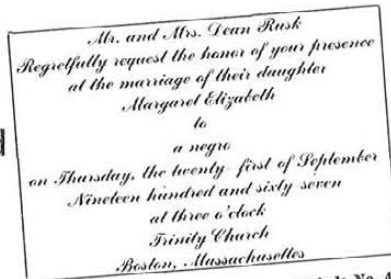 Mr. and Mrs. Dean Rusk
Regretfully request the honor of your presence
at the marriage of their daughter
Margaret Elizabeth
to
a negro
on Thursday, the twenty-first of September
Nineteen hundred and sixty-seven
at three o'clock
Trinity Church
Boston, Massachusettes
No.